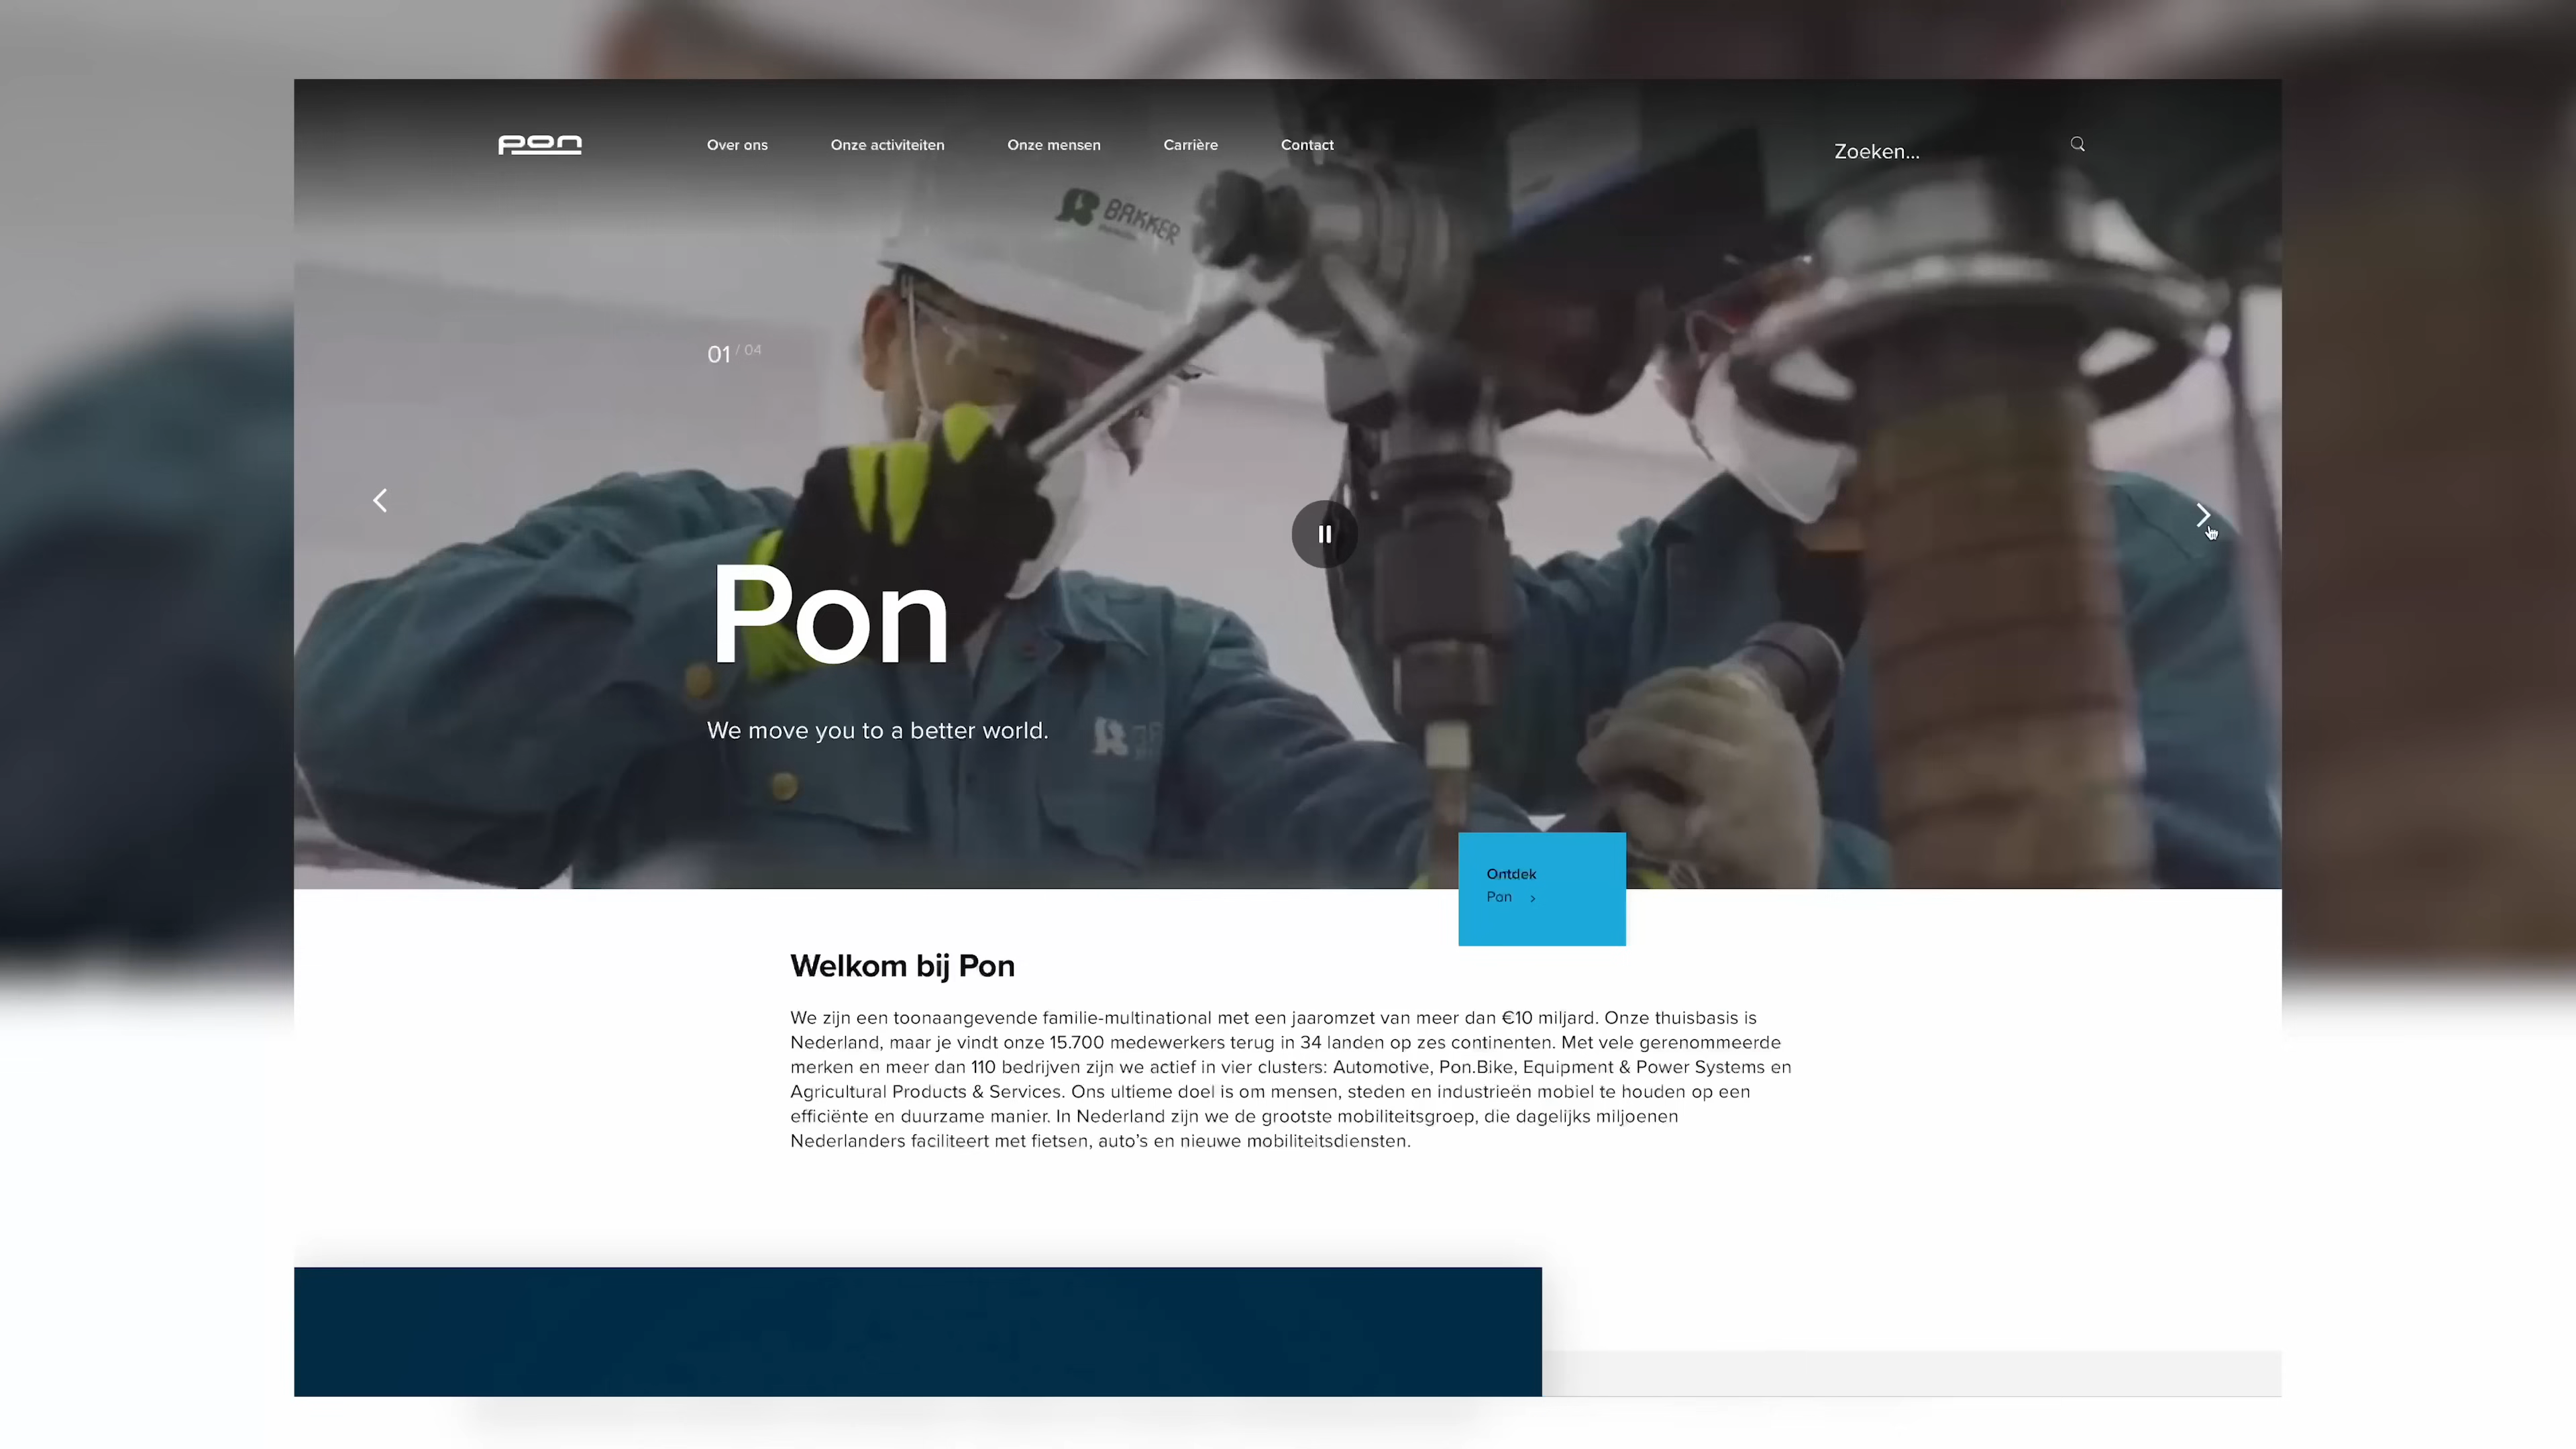 pon
Over ons
Onze activiteiten
Onze mensen
Carrière
Contact
Zoeken...
BAKKER
01 / 04
Pon
We move you to a better world.
Ontdek
Pon >
Welkom bij Pon
We zijn een toonaangevende familie-multinational met een jaaromzet van meer dan €10 miljard. Onze thuisbasis is
Nederland, maar je vindt onze 15.700 medewerkers terug in 34 landen op zes continenten. Met vele gerenommeerde
merken en meer dan 110 bedrijven zijn we actief in vier clusters: Automotive, Pon.Bike, Equipment & Power Systems en
Agricultural Products & Services. Ons ultieme doel is om mensen, steden en industrieën mobiel te houden op een
efficiënte en duurzame manier. In Nederland zijn we de grootste mobiliteitsgroep, die dagelijks miljoenen
Nederlanders faciliteert met fietsen, auto's en nieuwe mobiliteitsdiensten.